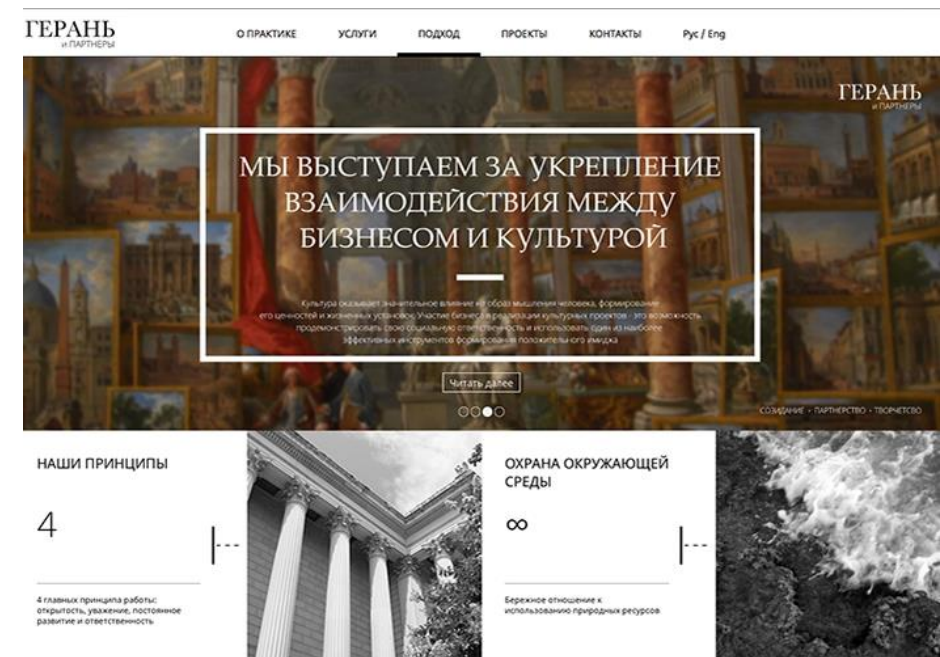 ГЕРАНЬ
и ПАРТНЕРЫ
О ПРАКТИКЕ УСЛУГИ ПОДХОД ПРОЕКТЫ КОНТАКТЫ Рус / Eng
ГЕРАНЬ
и ПАРТНЕРЫ
МЫ ВЫСТУПАЕМ ЗА УКРЕПЛЕНИЕ
ВЗАИМОДЕЙСТВИЯ МЕЖДУ
БИЗНЕСОМ И КУЛЬТУРОЙ
Культура оказывает значительное влияние на образ мышления человека, формирование
его ценностей и жизненных установок. Участие бизнеса в реализации культурных проектов - это возможность
продемонстрировать свою социальную ответственность и использовать один из наиболее
эффективных инструментов формирования положительного имиджа
Читать далее
СОЗИДАНИЕ • ПАРТНЕРСТВО • ТВОРЧЕТСВО
НАШИ ПРИНЦИПЫ
4
4 главных принципа работы:
открытость, уважение, постоянное
развитие и ответственность
ОХРАНА ОКРУЖАЮЩЕЙ
СРЕДЫ
∞
Бережное отношение к
использованию природных ресурсов